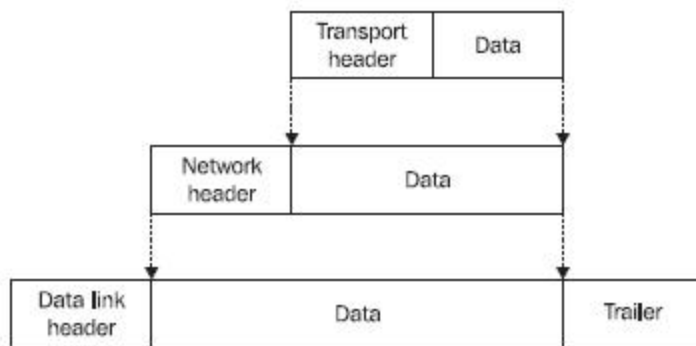 Transport
header
Data
Network
header
Data
Data link
header
Data
Trailer